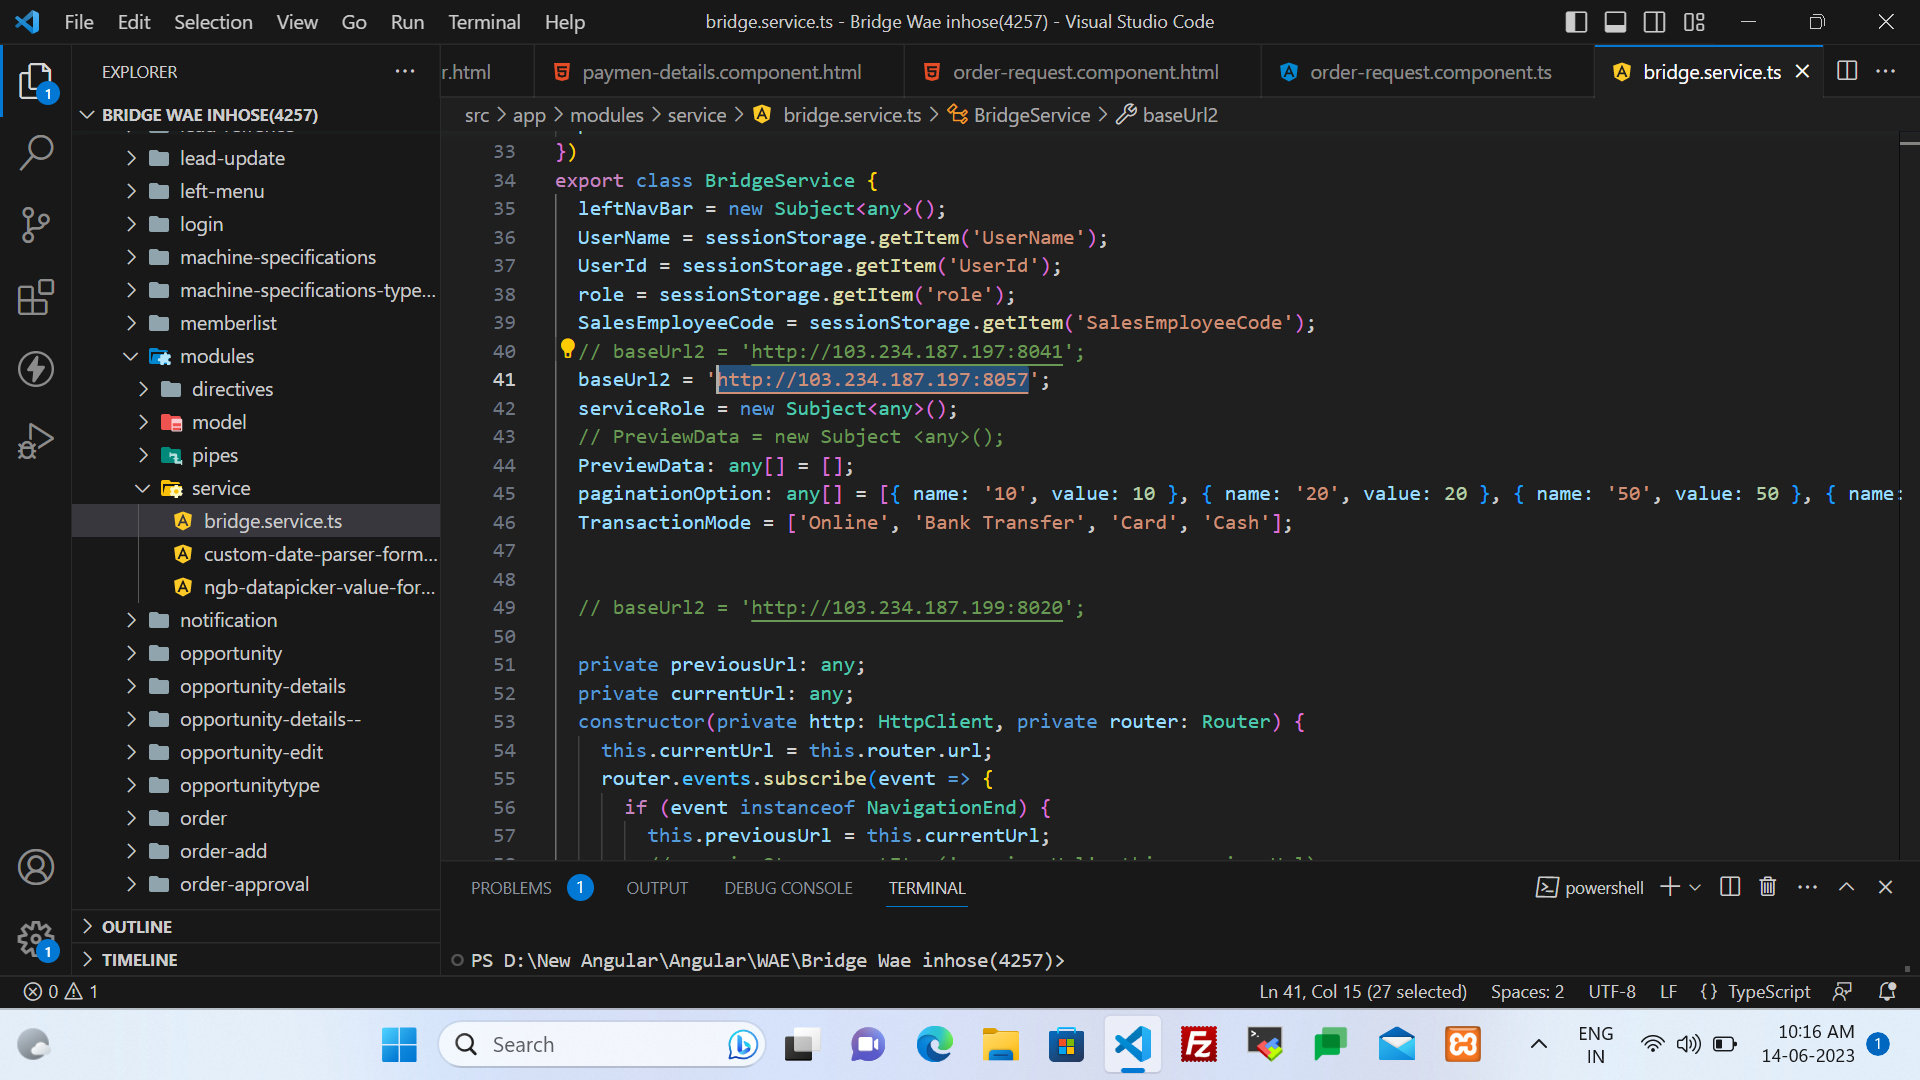 File Edit Selection View Go Run Terminal Help
bridge.service.ts - Bridge Wae inhose(4257) - Visual Studio Code
EXPLORER
r.html
paymen-details.component.html
order-request.component.html
order-request.component.ts
bridge.service.ts
BRIDGE WAE INHOSE(4257)
src > app > modules > service > bridge.service.ts > BridgeService > baseUrl2
lead-update
left-menu
login
machine-specifications
machine-specifications-type...
memberlist
modules
directives
model
pipes
service
bridge.service.ts
custom-date-parser-form...
ngb-datapicker-value-for...
notification
opportunity
opportunity-details
opportunity-details--
opportunity-edit
opportunitytype
order
order-add
order-approval
OUTLINE
TIMELINE
33 })
34 export class BridgeService {
35 leftNavBar = new Subject<any>();
36 UserName = sessionStorage.getItem('UserName');
37 UserId = sessionStorage.getItem('UserId');
38 role = sessionStorage.getItem('role');
39 SalesEmployeeCode = sessionStorage.getItem('SalesEmployeeCode');
40 // baseUrl2 = 'http://103.234.187.197:8041';
41 baseUrl2 = 'http://103.234.187.197:8057';
42 serviceRole = new Subject<any>();
43 // PreviewData = new Subject <any>();
44 PreviewData: any[] = [];
45 paginationOption: any[] = [{ name: '10', value: 10 }, { name: '20', value: 20 }, { name: '50', value: 50 }, { name:
46 TransactionMode = ['Online', 'Bank Transfer', 'Card', 'Cash'];
47
48
49 // baseUrl2 = 'http://103.234.187.199:8020';
50
51 private previousUrl: any;
52 private currentUrl: any;
53 constructor(private http: HttpClient, private router: Router) {
54 this.currentUrl = this.router.url;
55 router.events.subscribe(event => {
56 if (event instanceof NavigationEnd) {
57 this.previousUrl = this.currentUrl;
PROBLEMS 1 OUTPUT DEBUG CONSOLE TERMINAL
powershell
PS D:\New Angular\Angular\WAE\Bridge Wae inhose(4257)>
0 1
Ln 41, Col 15 (27 selected) Spaces: 2 UTF-8 LF {} TypeScript
Search
ENG
IN
10:16 AM
14-06-2023
1